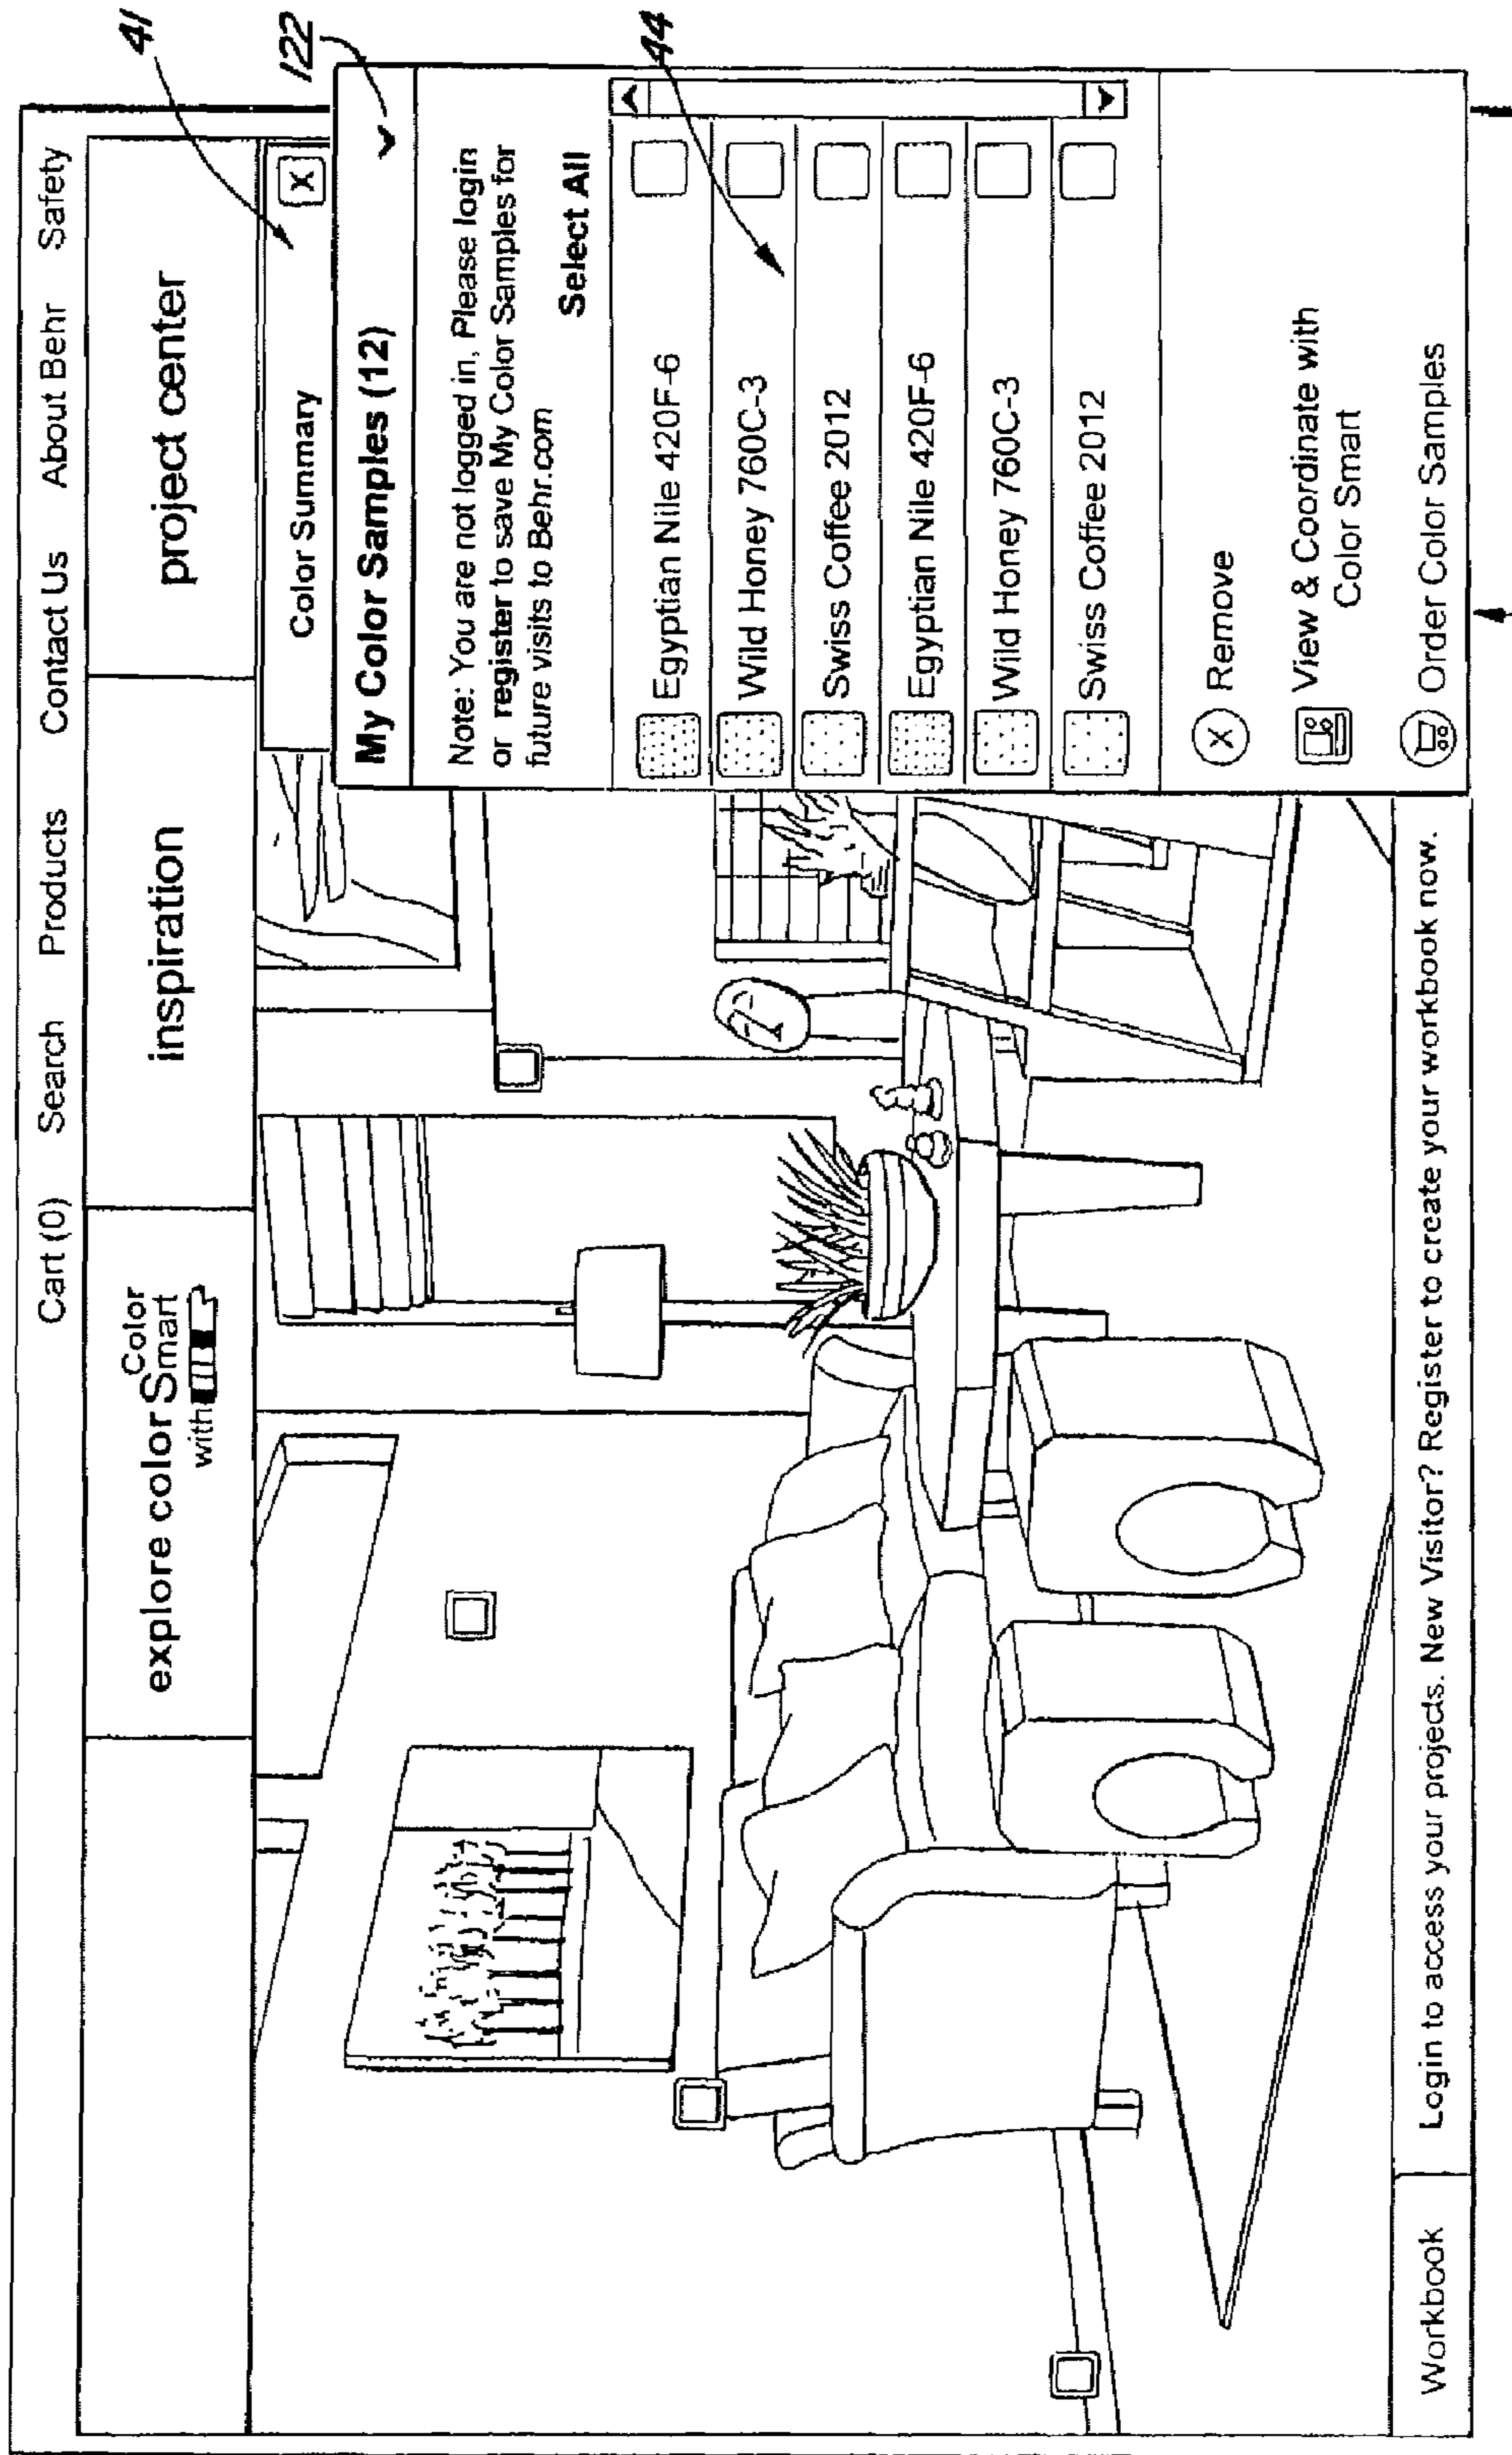 Cart (0) Search Products Contact Us About Behr Safety
explore color
with
Color
Smart
inspiration
project center
41
Color Summary X
122
My Color Samples (12)
Note: You are not logged in, Please login
or register to save My Color Samples for
future visits to Behr.com
Select All
44
Egyptian Nile 420F-6
Wild Honey 760C-3
Swiss Coffee 2012
Egyptian Nile 420F-6
Wild Honey 760C-3
Swiss Coffee 2012
X Remove
View & Coordinate with
Color Smart
Order Color Samples
Workbook Login to access your projects. New Visitor? Register to create your workbook now.